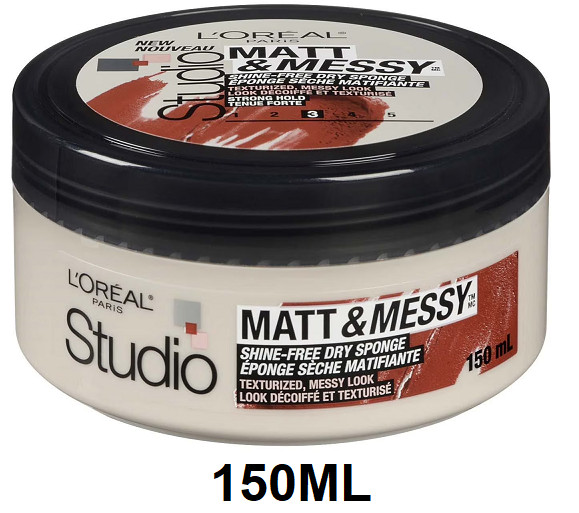 L'ORÉAL
PARIS
NEW
NOUVEAU
Studio
MATT
& MESSY™
SHINE-FREE DRY SPONGE
ÉPONGE SÈCHE MATIFIANTE
TEXTURIZED, MESSY LOOK
LOOK DÉCOIFFÉ ET TEXTURISÉ
STRONG HOLD
TENUE FORTE
1 2 3 4 5
L'ORÉAL
PARIS
Studio
MATT & MESSY TM MC
SHINE-FREE DRY SPONGE
ÉPONGE SÈCHE MATIFIANTE
TEXTURIZED, MESSY LOOK
LOOK DÉCOIFFÉ ET TEXTURISÉ
150 mL
150ML